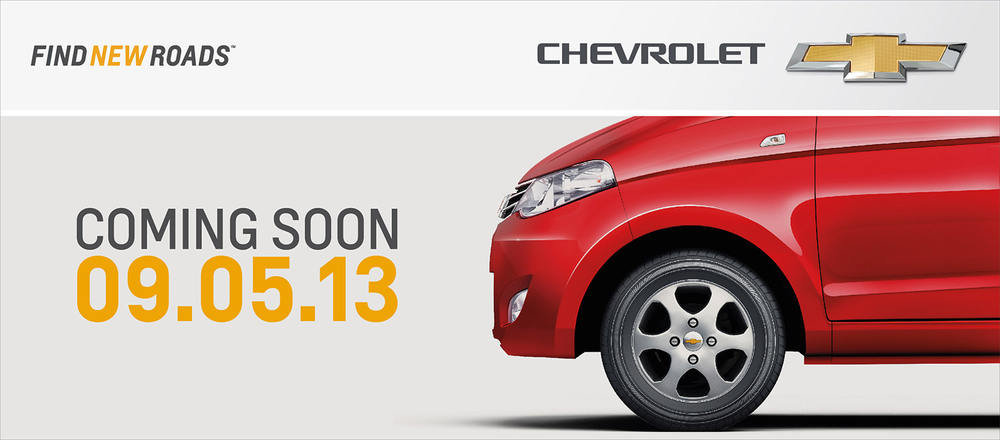 FIND NEW ROADS™
CHEVROLET
COMING SOON
09.05.13